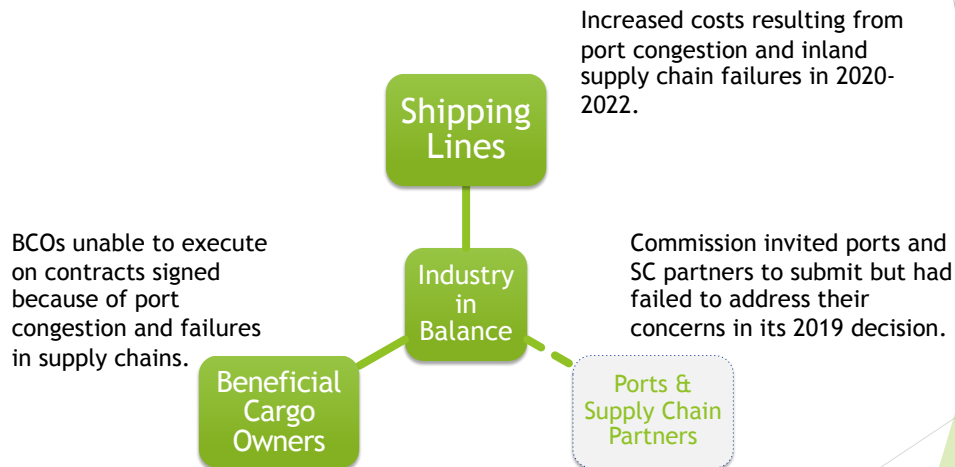 Increased costs resulting from
port congestion and inland
supply chain failures in 2020-
2022.
Shipping
Lines
BCOs unable to execute
on contracts signed
because of port
congestion and failures
in supply chains.
Industry
in
Balance
Commission invited ports and
SC partners to submit but had
failed to address their
concerns in its 2019 decision.
Beneficial
Cargo
Owners
Ports &
Supply Chain
Partners